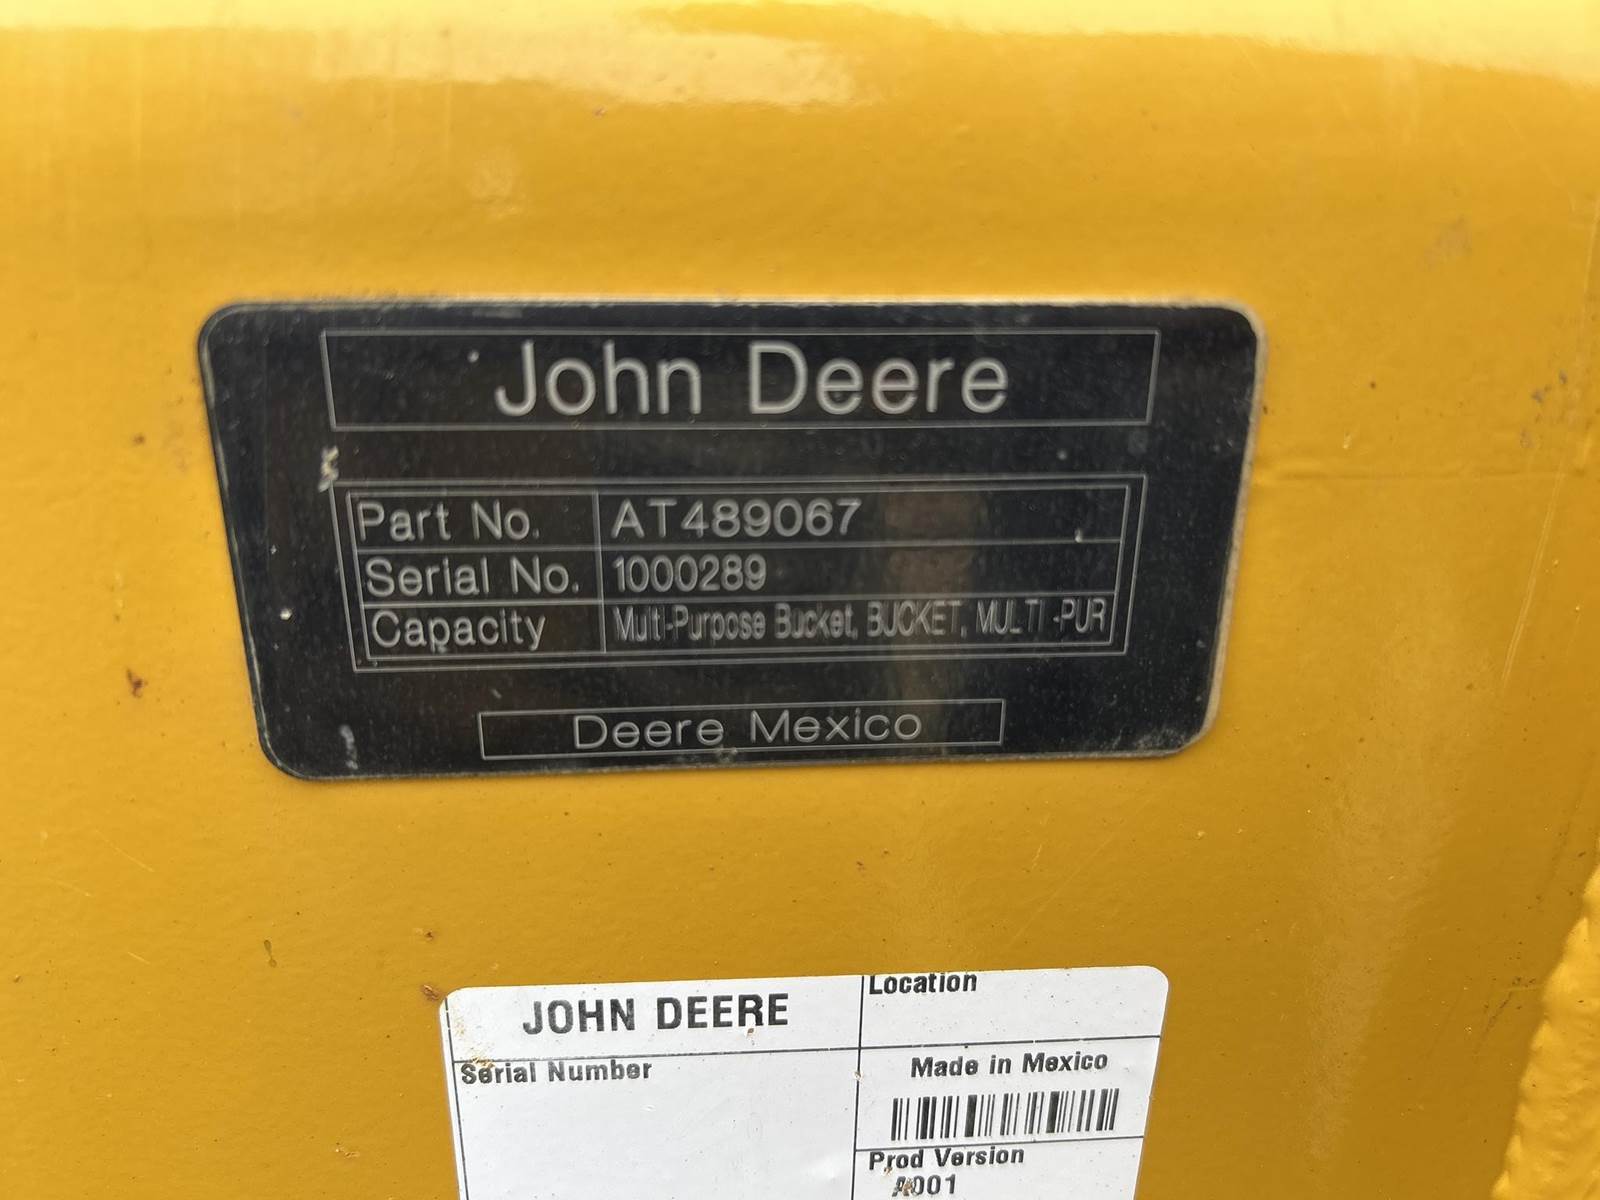 John Deere
Part No. AT489067
Serial No. 1000289
Capacity Multi-Purpose Bucket, BUCKET, MULTI-PUR
Deere Mexico
JOHN DEERE
Location
Serial Number
Made in Mexico
Prod Version
A001